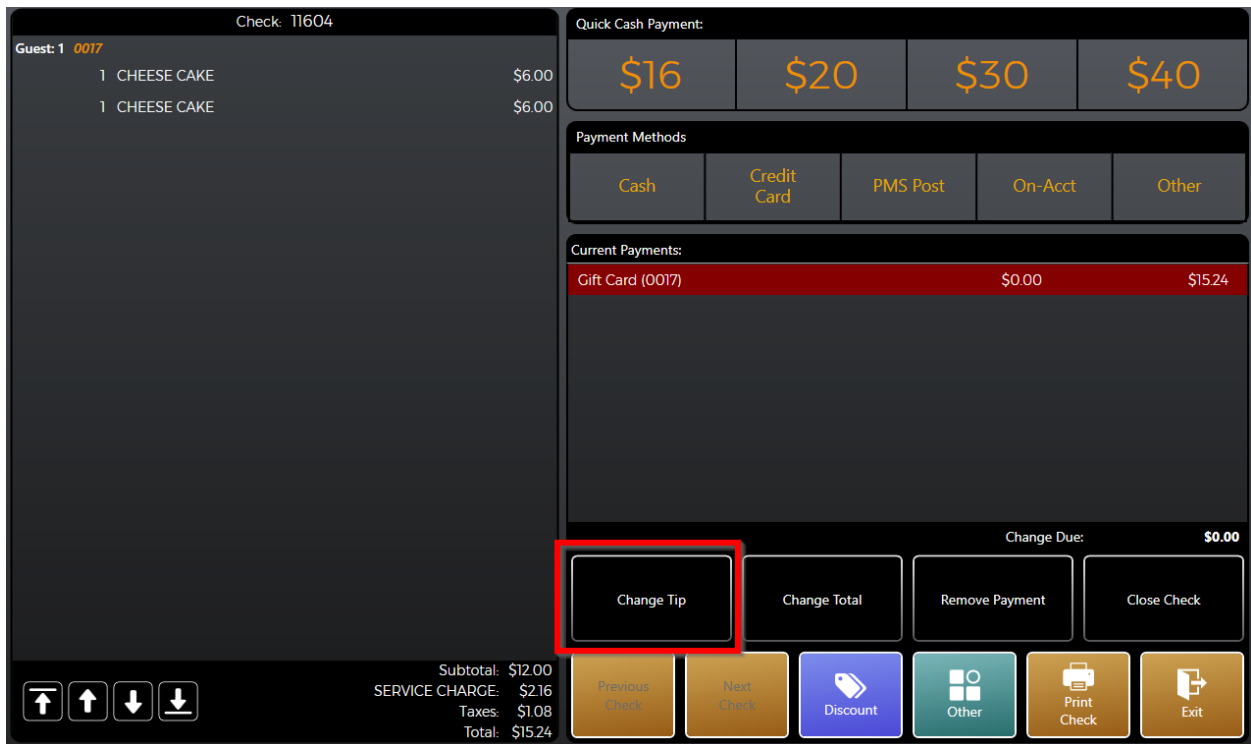 Check: 11604
Guest: 1 0017
1 CHEESE CAKE $6.00
1 CHEESE CAKE $6.00
Subtotal: $12.00
SERVICE CHARGE: $2.16
Taxes: $1.08
Total: $15.24
Quick Cash Payment:
$16 $20 $30 $40
Payment Methods
Cash
Credit
Card
PMS Post
On-Acct
Other
Current Payments:
Gift Card (0017) $0.00 $15.24
Change Due: $0.00
Change Tip
Change Total
Remove Payment
Close Check
Previous
Check
Next
Check
Discount
Other
Print
Check
Exit